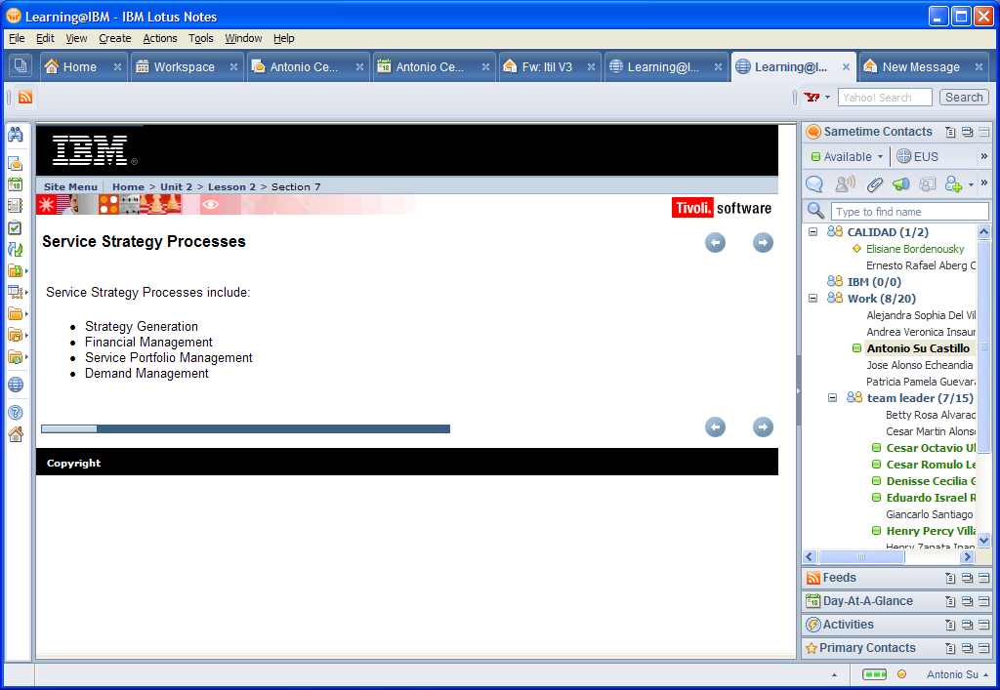 Learning@IBM - IBM Lotus Notes
File Edit View Create Actions Tools Window Help
Home Workspace Antonio Ce... Antonio Ce... Fw: Itil V3 Learning@I... Learning@I... New Message
Yahoo! Search Search
IBM
Site Menu Home > Unit 2 > Lesson 2 > Section 7
Tivoli. software
Service Strategy Processes
Service Strategy Processes include:
• Strategy Generation
• Financial Management
• Service Portfolio Management
• Demand Management
Copyright
Sametime Contacts
Available EUS
Type to find name
CALIDAD (1/2)
Elisiane Bordenousky
Ernesto Rafael Aberg C
IBM (0/0)
Work (8/20)
Alejandra Sophia Del Vil
Andrea Veronica Insaur
Antonio Su Castillo
Jose Alonso Echeandia
Patricia Pamela Guevara
team leader (7/15)
Betty Rosa Alvarad
Cesar Martin Alons
Cesar Octavio Ul
Cesar Romulo Le
Denisse Cecilia G
Eduardo Israel R
Giancarlo Santiago
Henry Percy Villa
Feeds
Day-At-A-Glance
Activities
Primary Contacts
Antonio Su